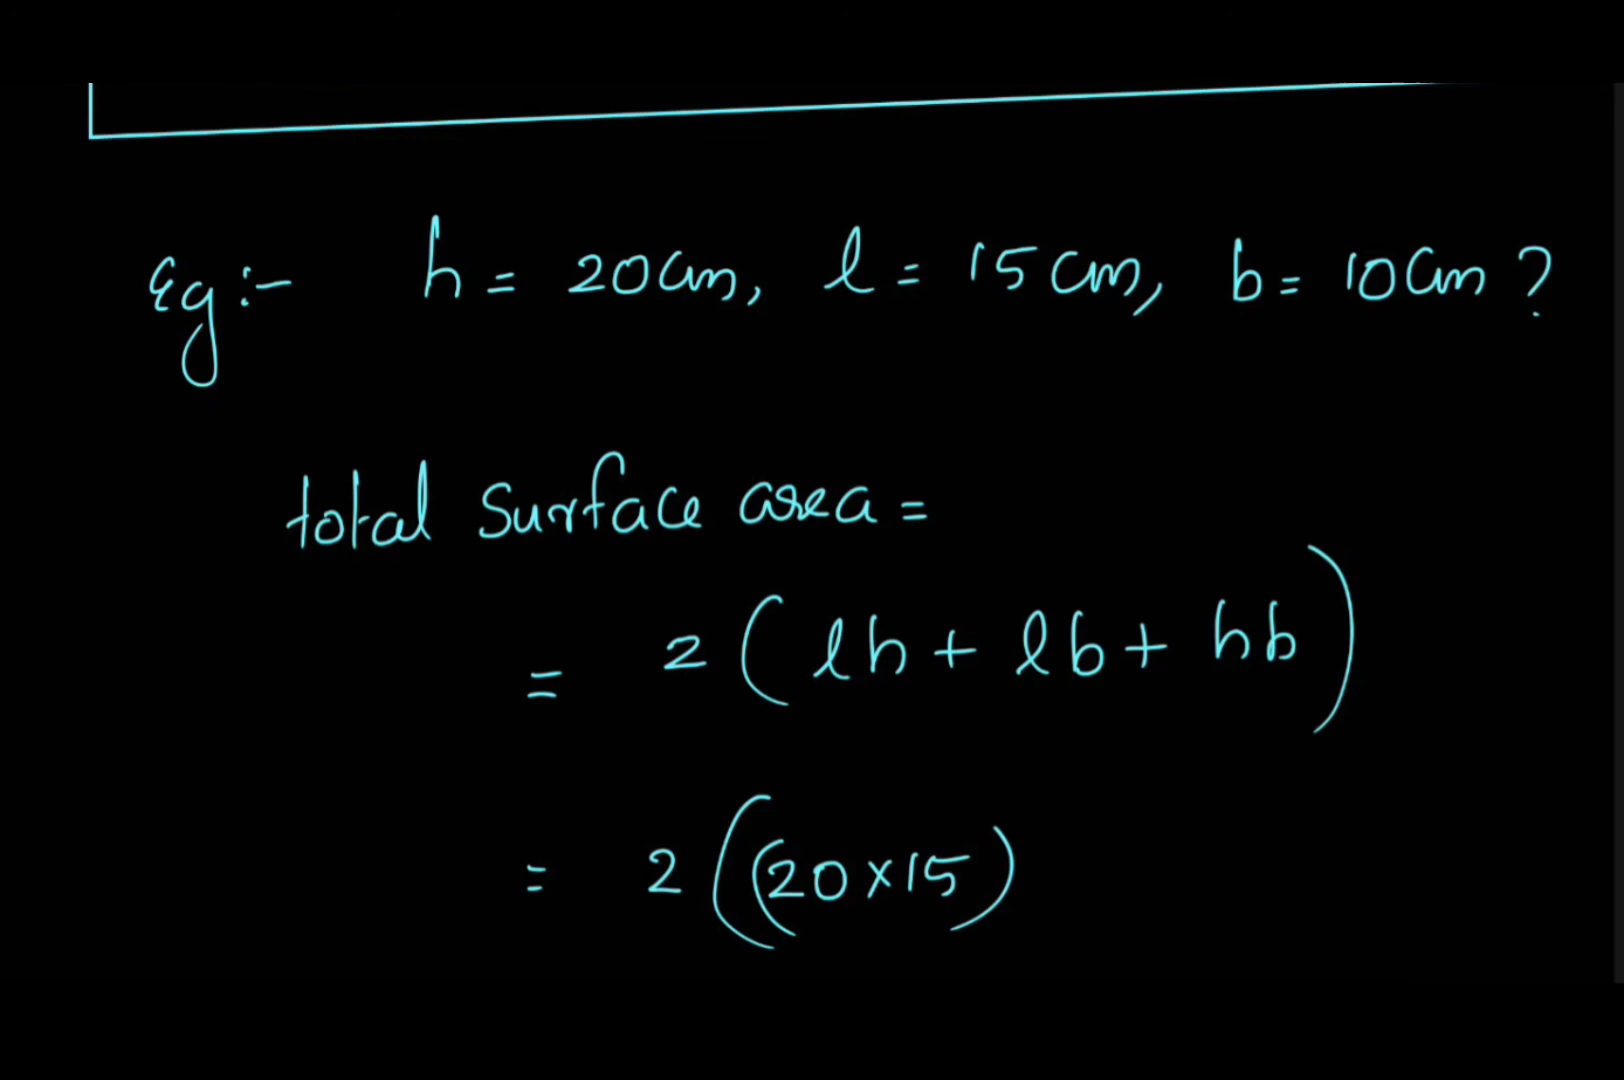 Eg:- h = 20cm, l = 15cm, b = 10cm ?
total surface area =
= 2(lh + lb + hb)
= 2((20×15)